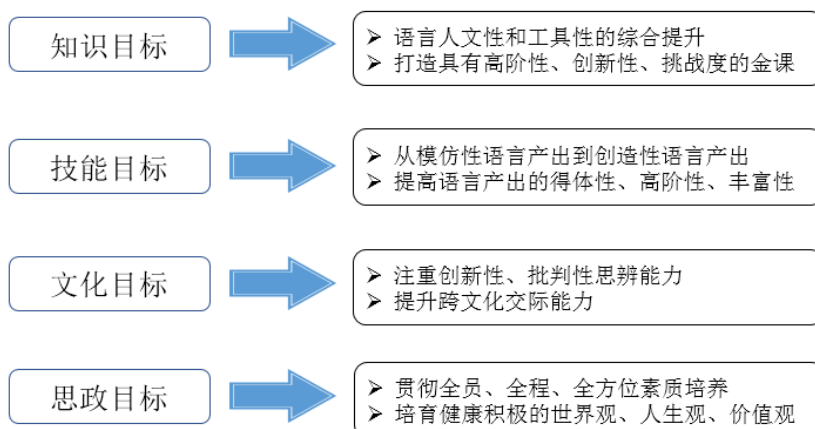 知识目标
➢ 语言人文性和工具性的综合提升
➢ 打造具有高阶性、创新性、挑战度的金课
技能目标
➢ 从模仿性语言产出到创造性语言产出
➢ 提高语言产出的得体性、高阶性、丰富性
文化目标
➢ 注重创新性、批判性思辨能力
➢ 提升跨文化交际能力
思政目标
➢ 贯彻全员、全程、全方位素质培养
➢ 培育健康积极的世界观、人生观、价值观